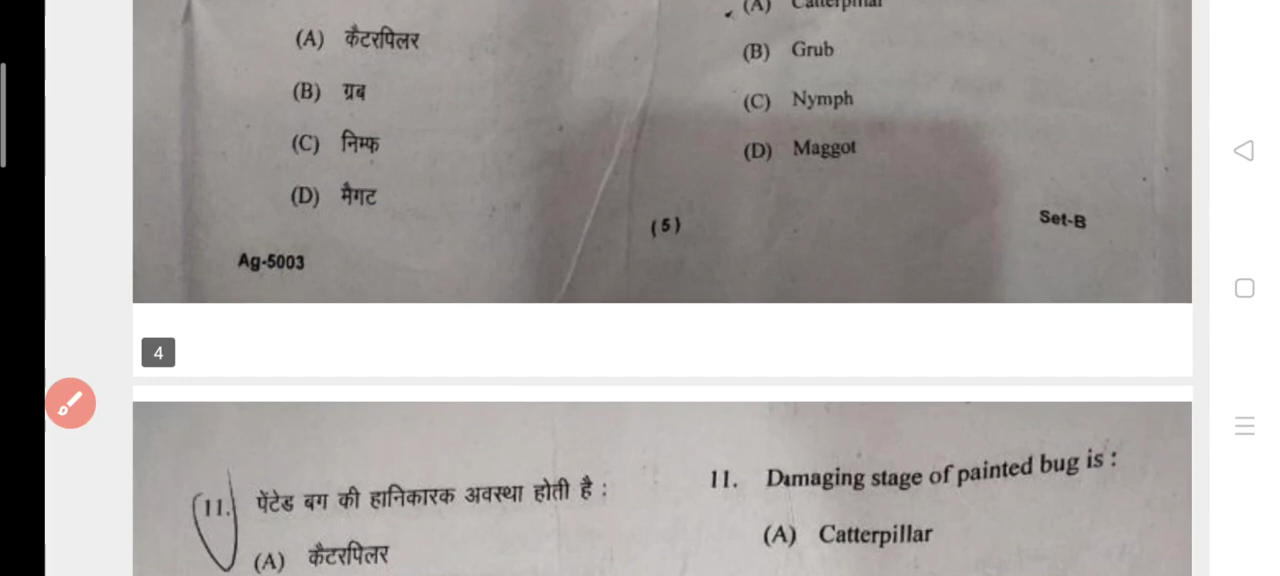 (A) Catterpillar
(A) कैटरपिलर
(B) Grub
(B) ग्रब
(C) Nymph
(C) निम्फ
(D) Maggot
(D) मैगट
(5)
Set-B
Ag-5003
4
11. पेंटेड बग की हानिकारक अवस्था होती है :
(A) कैटरपिलर
11. Damaging stage of painted bug is :
(A) Catterpillar